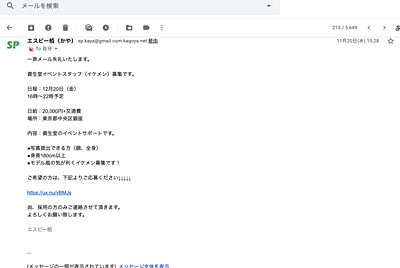 メールを検索
213 / 5,649
SP
エスピー栢（かや） sp.kaya@gmail.com.kagoya.net 経由
11月20日(水) 15:28
To 自分
一斉メール失礼いたします。
資生堂イベントスタッフ（イケメン）募集です。
日程：12月20日（金）
16時〜22時予定
日給：20,000円+交通費
場所：東京都中央区銀座
内容：資生堂のイベントサポートです。
●写真提出できる方（顔、全身）
●身長180cm以上
●モデル風の気が利くイケメン募集です！
ご希望の方は、下記よりご応募ください↓↓↓↓↓
尚、採用の方のみご連絡させて頂きます。
よろしくお願い致します。
エスピー栢
...
[メッセージの一部が表示されています] メッセージ全体を表示